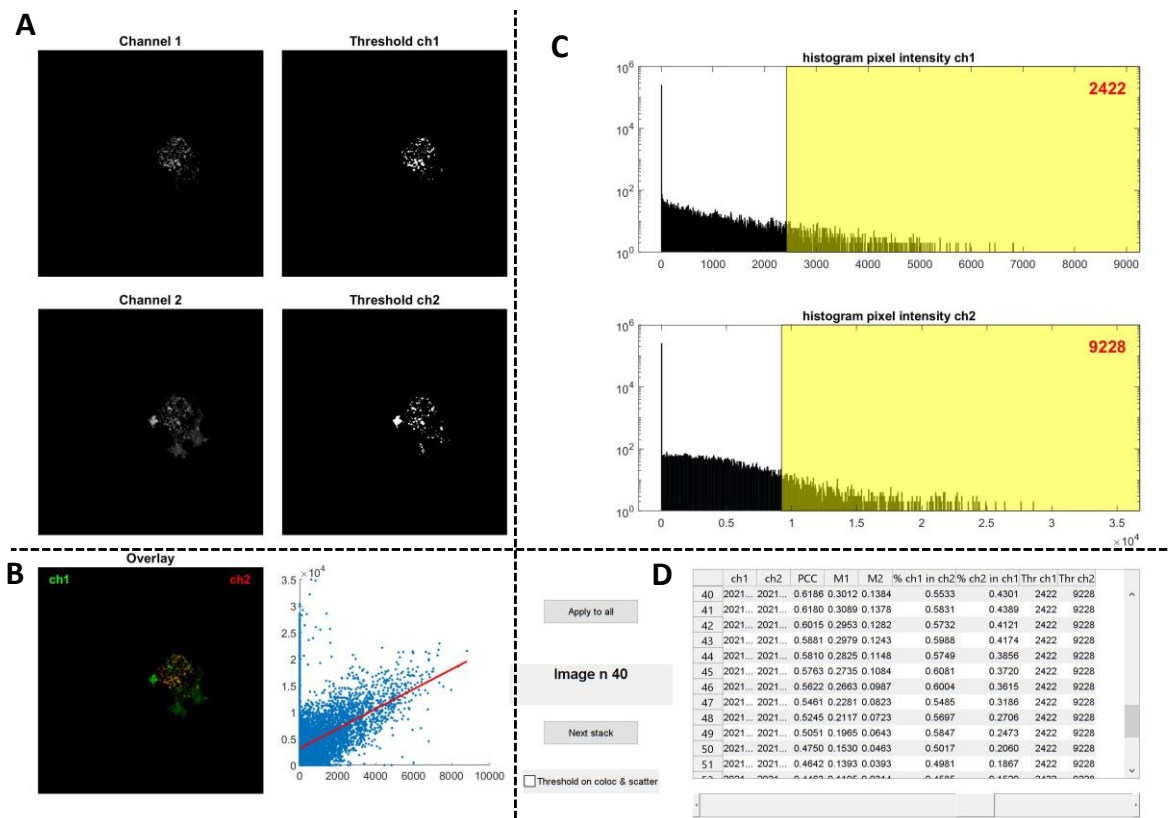 A
Channel 1
Threshold ch1
Channel 2
Threshold ch2
C
histogram pixel intensity ch1
2422
10^6
10^4
10^2
10^0
0 1000 2000 3000 4000 5000 6000 7000 8000 9000
histogram pixel intensity ch2
9228
10^6
10^4
10^2
10^0
0 0.5 1 1.5 2 2.5 3 3.5
×10^4
B
Overlay
ch1 ch2
3.5 ×10^4
3
2.5
2
1.5
1
0.5
0
0 2000 4000 6000 8000 10000
Apply to all
Image n 40
Next stack
Threshold on coloc & scatter
D
ch1 ch2 PCC M1 M2 % ch1 in ch2 % ch2 in ch1 Thr ch1 Thr ch2
40 2021... 2021... 0.6186 0.3012 0.1384 0.5533 0.4301 2422 9228
41 2021... 2021... 0.6180 0.3089 0.1378 0.5831 0.4389 2422 9228
42 2021... 2021... 0.6015 0.2953 0.1282 0.5732 0.4121 2422 9228
43 2021... 2021... 0.5881 0.2979 0.1243 0.5988 0.4174 2422 9228
44 2021... 2021... 0.5810 0.2825 0.1148 0.5749 0.3856 2422 9228
45 2021... 2021... 0.5763 0.2735 0.1084 0.6081 0.3720 2422 9228
46 2021... 2021... 0.5622 0.2663 0.0987 0.6004 0.3615 2422 9228
47 2021... 2021... 0.5461 0.2281 0.0823 0.5485 0.3186 2422 9228
48 2021... 2021... 0.5245 0.2117 0.0723 0.5697 0.2706 2422 9228
49 2021... 2021... 0.5051 0.1965 0.0643 0.5847 0.2473 2422 9228
50 2021... 2021... 0.4750 0.1530 0.0463 0.5017 0.2060 2422 9228
51 2021... 2021... 0.4642 0.1393 0.0393 0.4981 0.1867 2422 9228